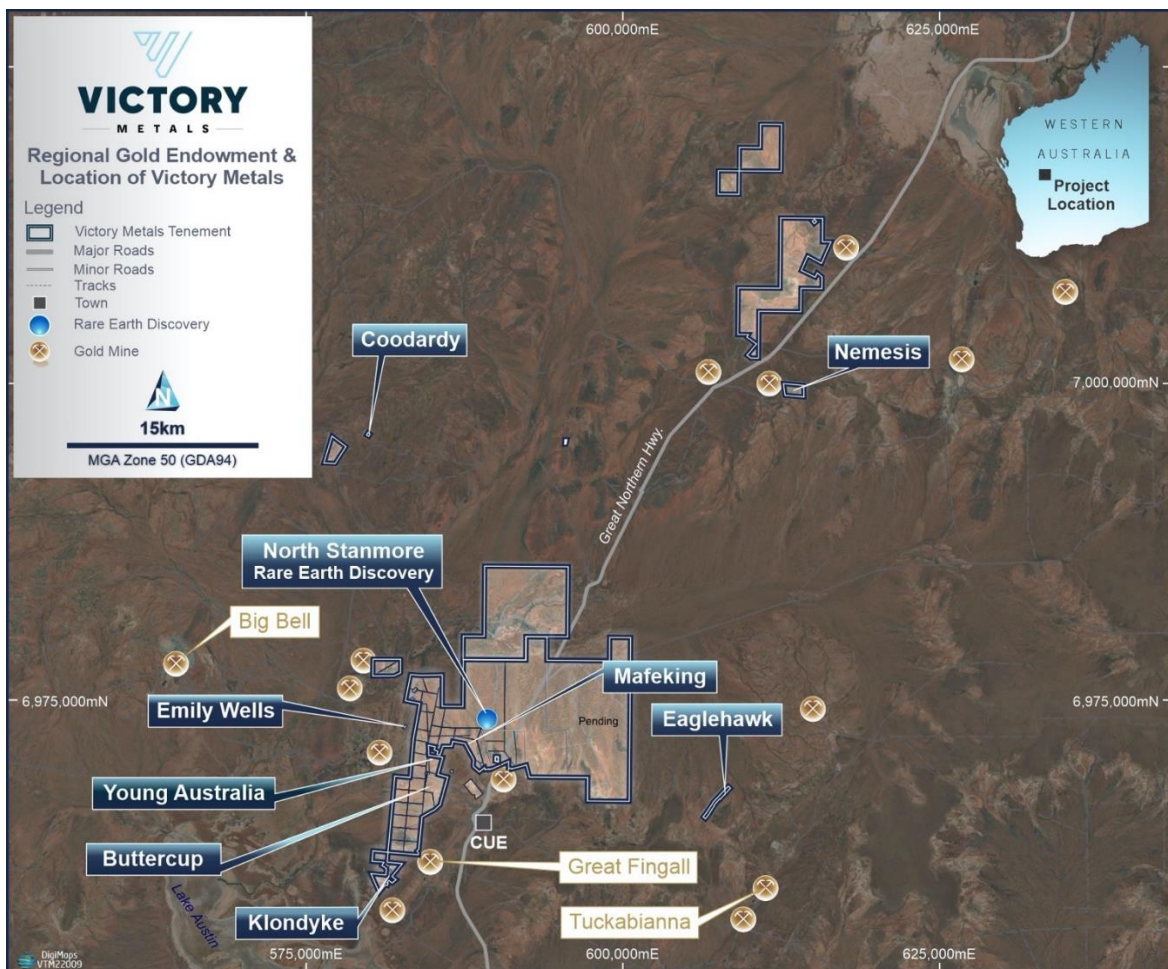 VICTORY
METALS
Regional Gold Endowment &
Location of Victory Metals
Legend
Victory Metals Tenement
Major Roads
Minor Roads
Tracks
Town
Rare Earth Discovery
Gold Mine
N
15km
MGA Zone 50 (GDA94)
600,000mE
625,000mE
WESTERN
AUSTRALIA
Project
Location
Coodardy
Nemesis
7,000,000mN
Great Northern Hwy.
North Stanmore
Rare Earth Discovery
Big Bell
Mafeking
6,975,000mN
6,975,000mN
Emily Wells
Pending
Eaglehawk
Young Australia
CUE
Buttercup
Great Fingall
Tuckabianna
Klondyke
Lake Austin
575,000mE
600,000mE
625,000mE
DigiMaps
VTM22009